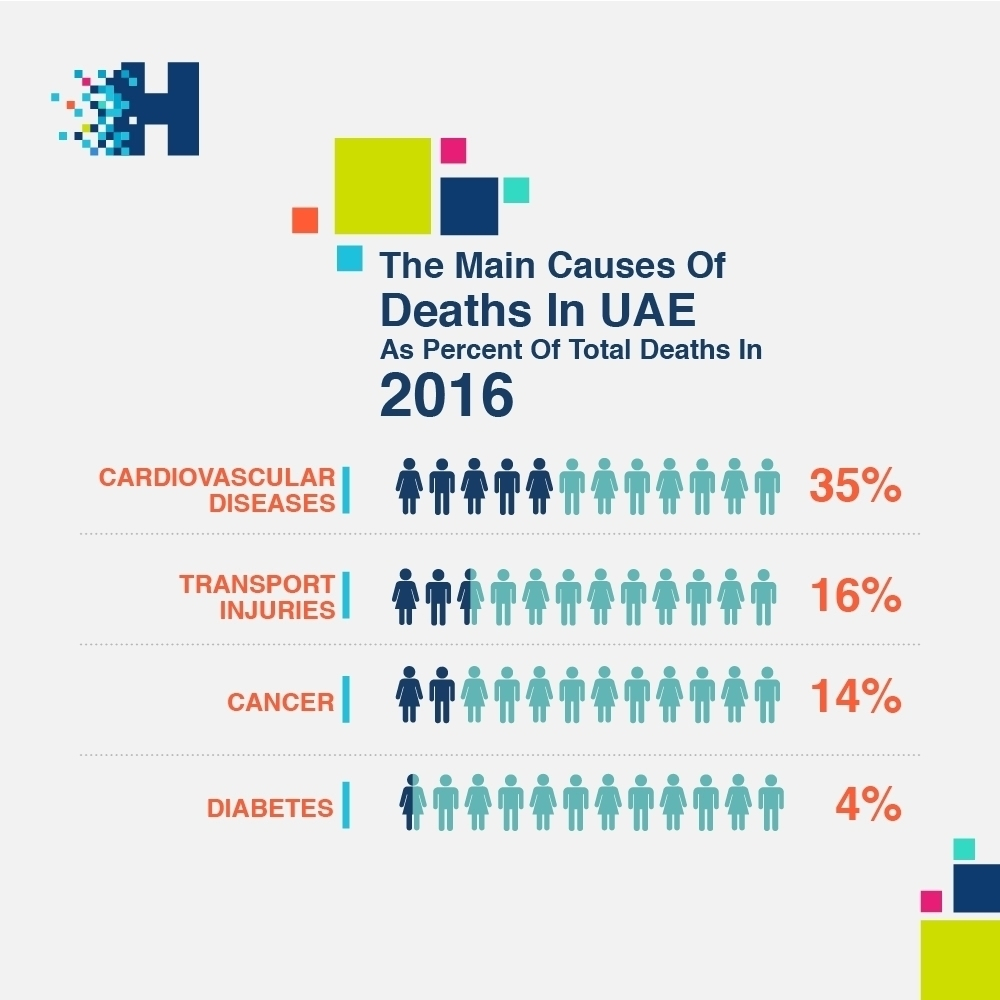 H
The Main Causes Of
Deaths In UAE
As Percent Of Total Deaths In
2016
CARDIOVASCULAR
DISEASES
35%
TRANSPORT
INJURIES
16%
CANCER
14%
DIABETES
4%